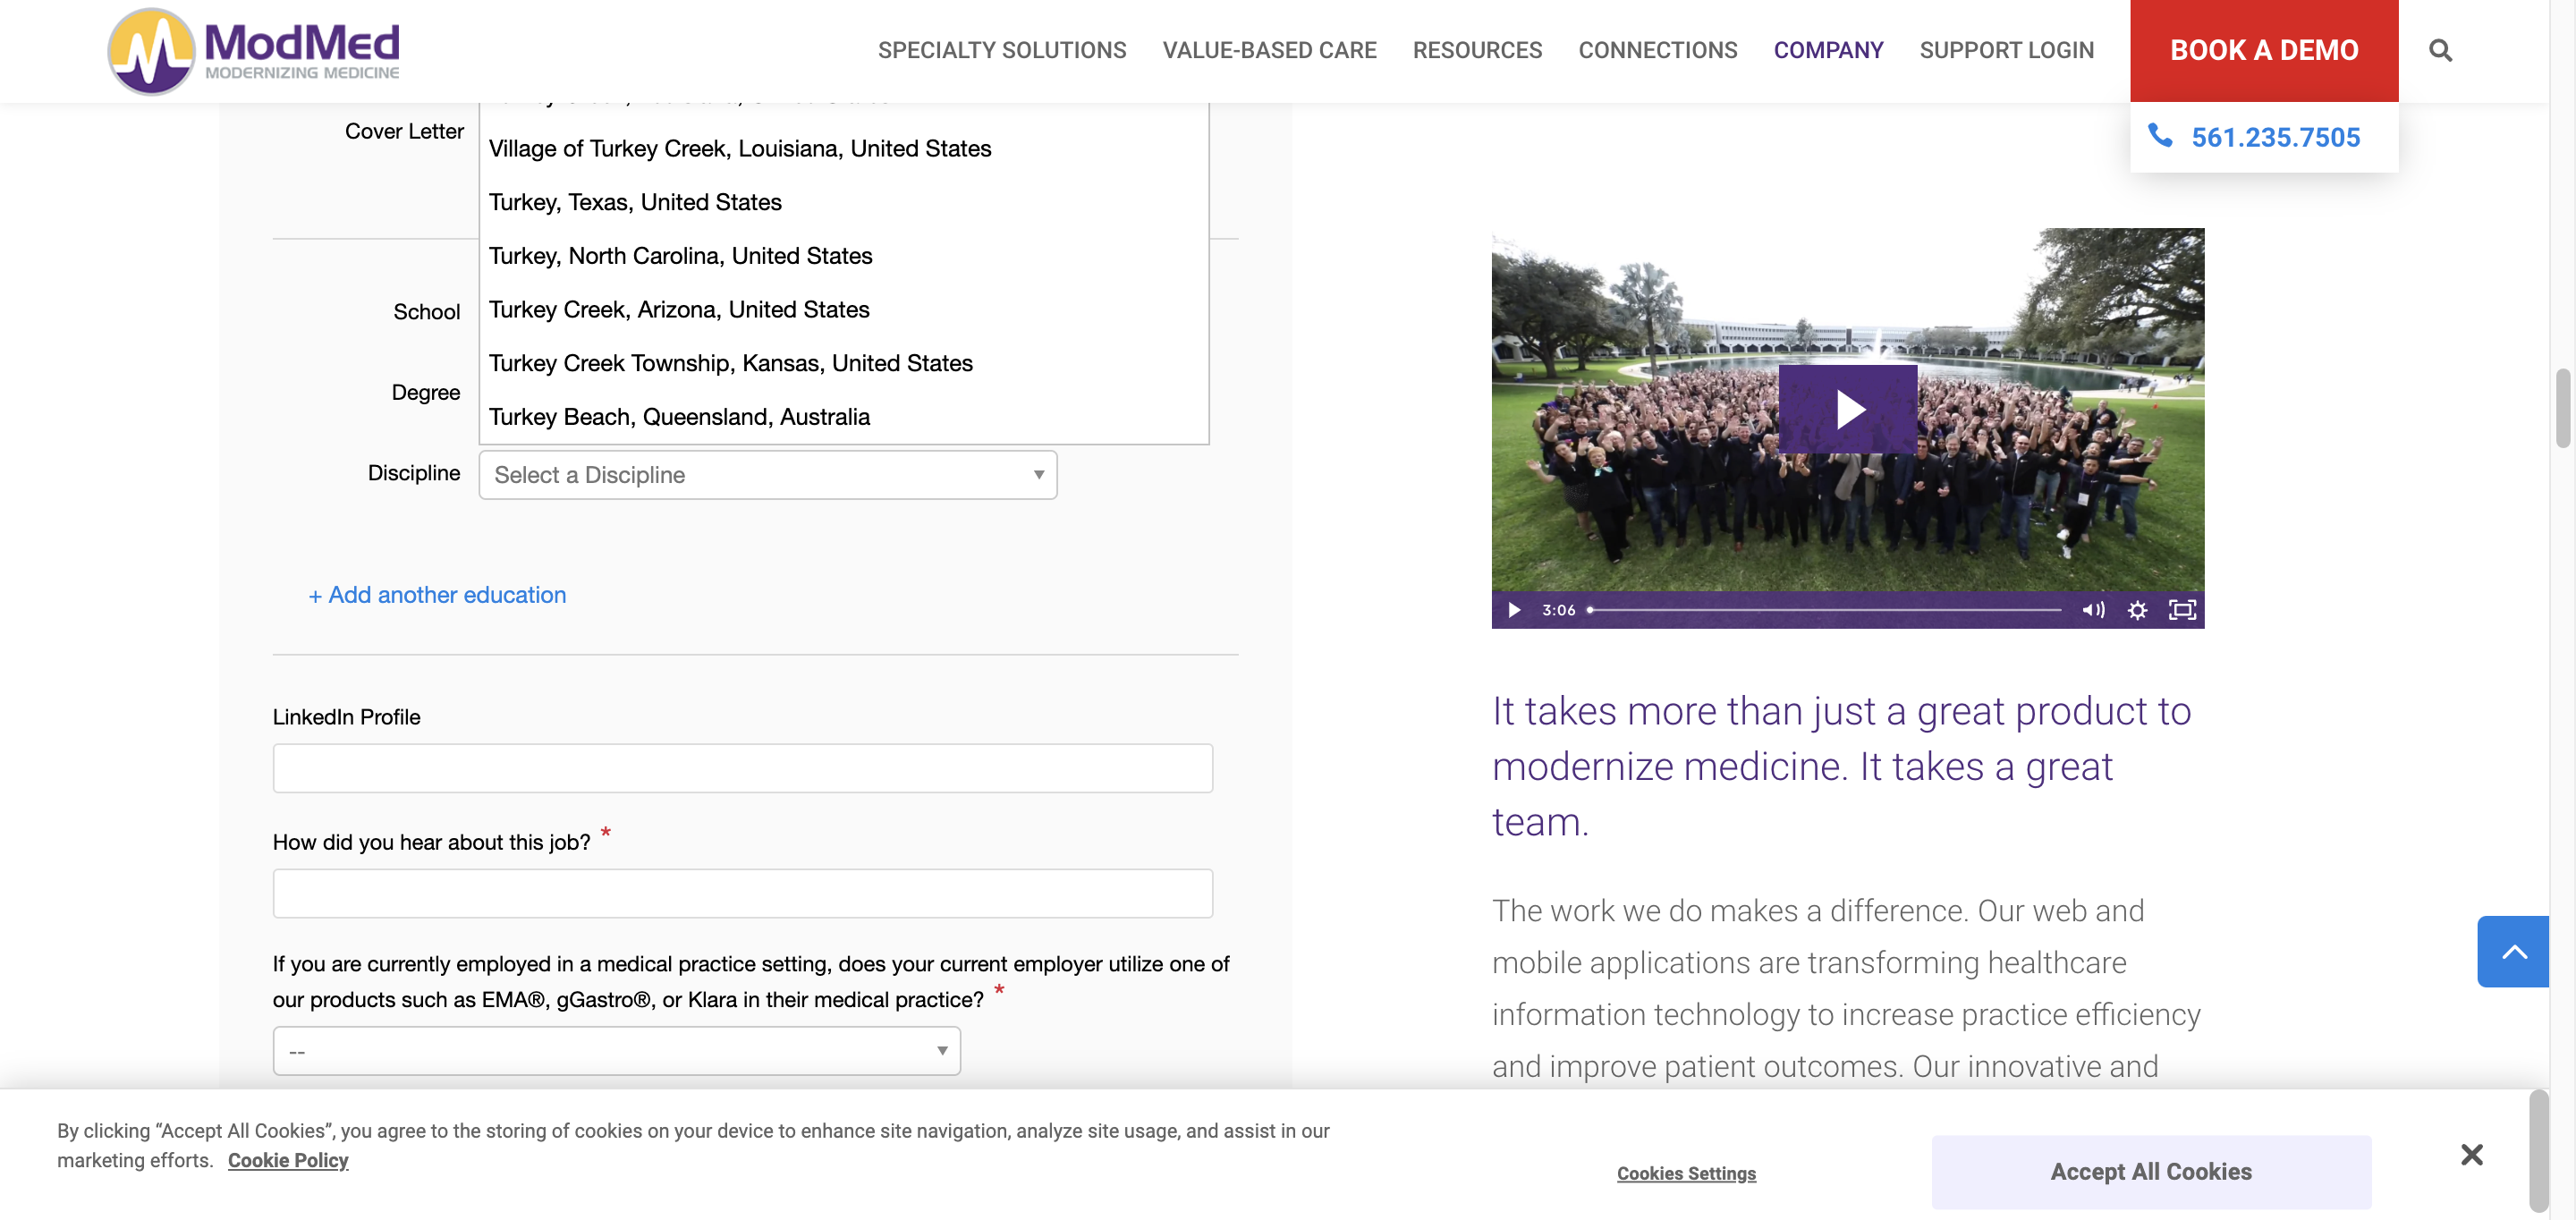 ModMed
MODERNIZING MEDICINE
SPECIALTY SOLUTIONS
VALUE-BASED CARE
RESOURCES
CONNECTIONS
COMPANY
SUPPORT LOGIN
BOOK A DEMO
561.235.7505
Cover Letter
Village of Turkey Creek, Louisiana, United States
Turkey, Texas, United States
Turkey, North Carolina, United States
Turkey Creek, Arizona, United States
Turkey Creek Township, Kansas, United States
Turkey Beach, Queensland, Australia
School
Degree
Discipline
Select a Discipline
+ Add another education
LinkedIn Profile
How did you hear about this job? *
If you are currently employed in a medical practice setting, does your current employer utilize one of
our products such as EMA®, gGastro®, or Klara in their medical practice? *
--
3:06
It takes more than just a great product to
modernize medicine. It takes a great
team.
The work we do makes a difference. Our web and
mobile applications are transforming healthcare
information technology to increase practice efficiency
and improve patient outcomes. Our innovative and
By clicking “Accept All Cookies”, you agree to the storing of cookies on your device to enhance site navigation, analyze site usage, and assist in our
marketing efforts. Cookie Policy
Cookies Settings
Accept All Cookies